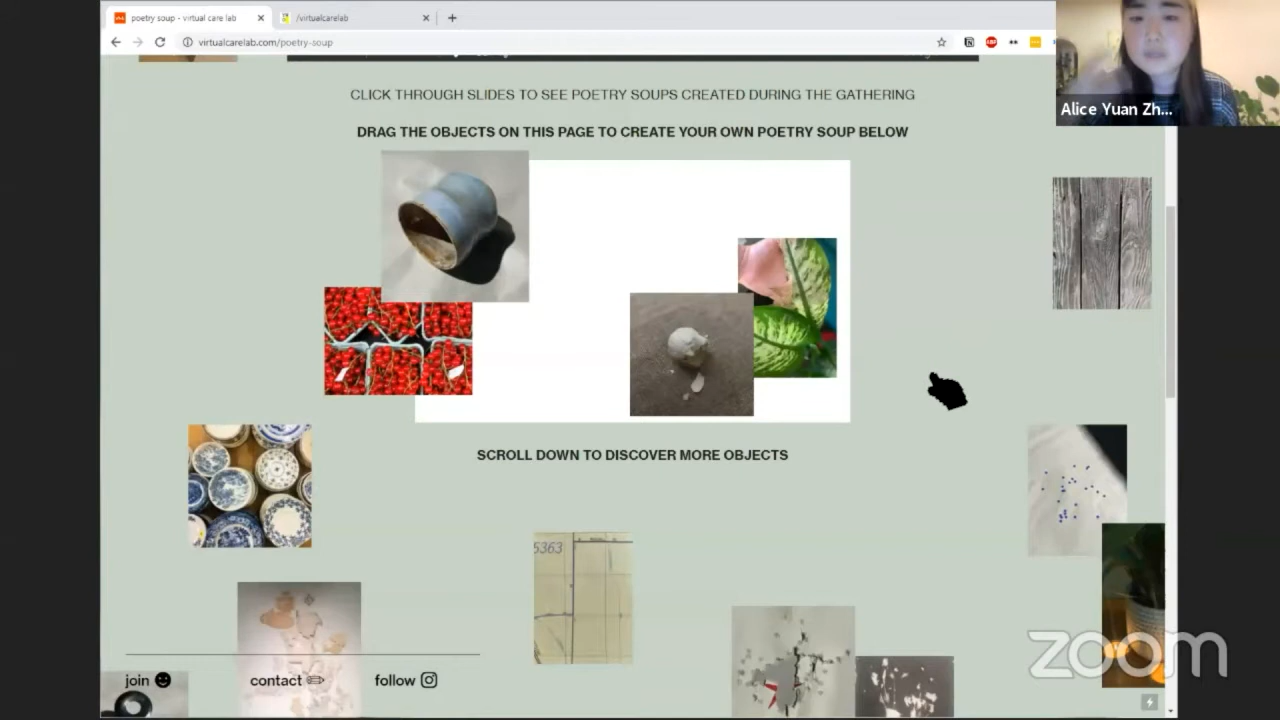 poetry soup - virtual care lab
/virtualcarelab
virtualcarelab.com/poetry-soup
Alice Yuan Zh...
CLICK THROUGH SLIDES TO SEE POETRY SOUPS CREATED DURING THE GATHERING
DRAG THE OBJECTS ON THIS PAGE TO CREATE YOUR OWN POETRY SOUP BELOW
SCROLL DOWN TO DISCOVER MORE OBJECTS
5363
join
contact
follow
zoom